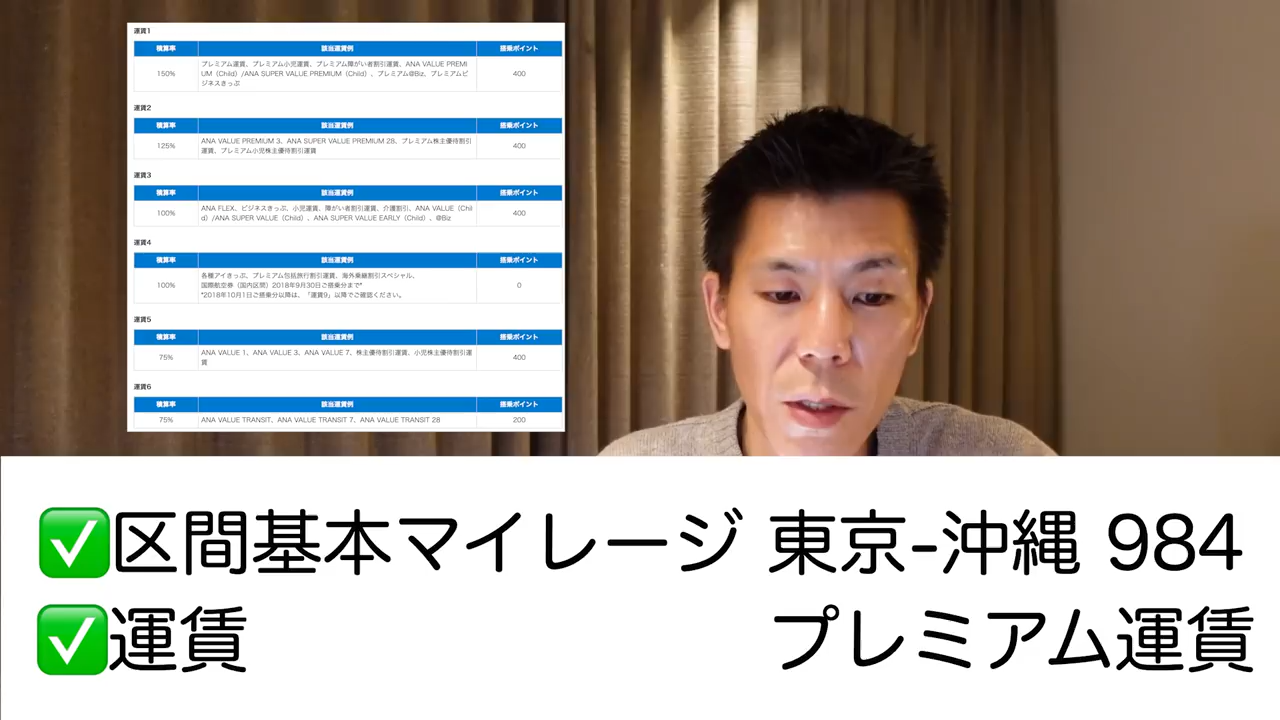 運賃1
積算率 該当運賃例 搭乗ポイント
150% プレミアム運賃、プレミアム小児運賃、プレミアム障がい者割引運賃、ANA VALUE PREMI
UM（Child）/ANA SUPER VALUE PREMIUM（Child）、プレミアム@Biz、プレミアムビ
ジネスきっぷ 400
運賃2
積算率 該当運賃例 搭乗ポイント
125% ANA VALUE PREMIUM 3、ANA SUPER VALUE PREMIUM 28、プレミアム株主優待割引
運賃、プレミアム小児株主優待割引運賃 400
運賃3
積算率 該当運賃例 搭乗ポイント
100% ANA FLEX、ビジネスきっぷ、小児運賃、障がい者割引運賃、介護割引、ANA VALUE（Chil
d）/ANA SUPER VALUE（Child）、ANA SUPER VALUE EARLY（Child）、@Biz 400
運賃4
積算率 該当運賃例 搭乗ポイント
各種アイきっぷ、プレミアム包括旅行割引運賃、海外乗継割引スペシャル、
100% 国際航空券（国内区間）2018年9月30日ご搭乗分まで* 0
*2018年10月1日ご搭乗分以降は、「運賃9」以降でご確認ください。
運賃5
積算率 該当運賃例 搭乗ポイント
75% ANA VALUE 1、ANA VALUE 3、ANA VALUE 7、株主優待割引運賃、小児株主優待割引運
賃 400
運賃6
積算率 該当運賃例 搭乗ポイント
75% ANA VALUE TRANSIT、ANA VALUE TRANSIT 7、ANA VALUE TRANSIT 28 200
✅区間基本マイレージ 東京-沖縄 984
✅運賃 プレミアム運賃